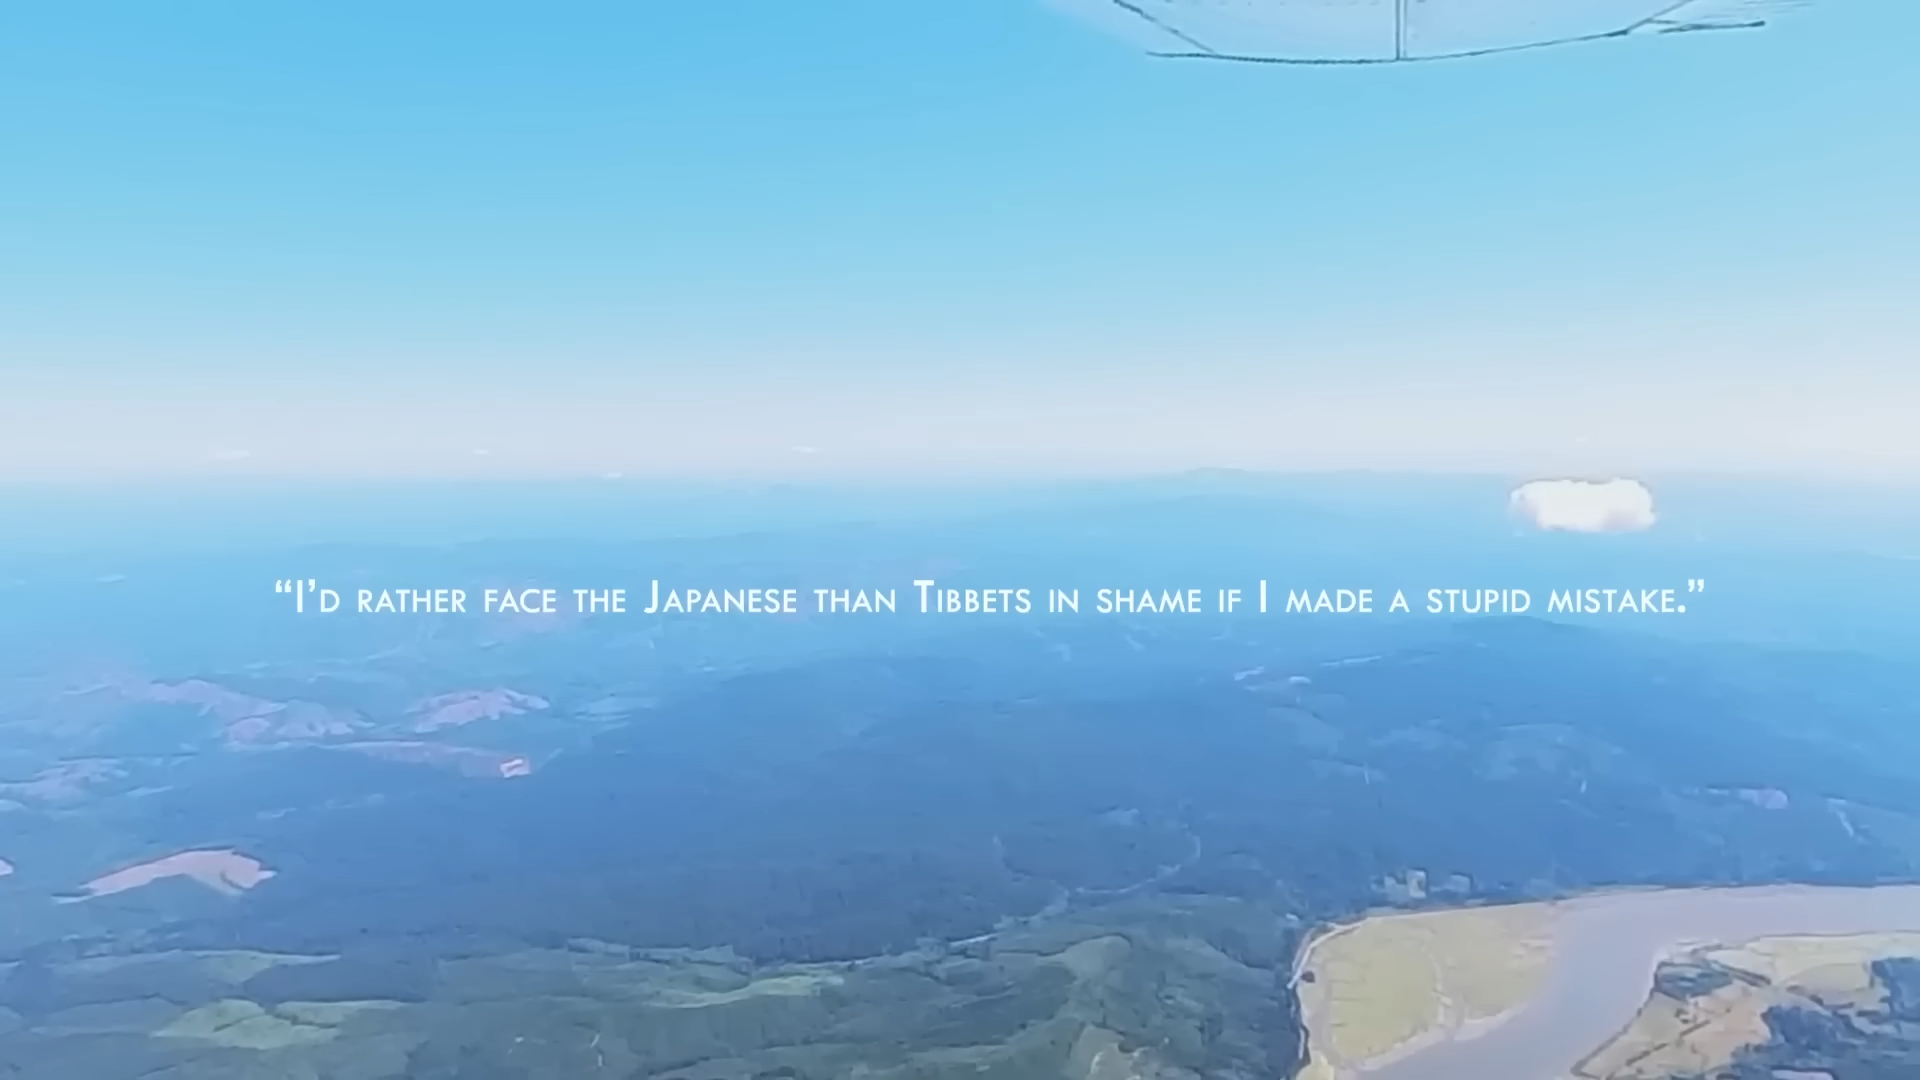 “I’d rather face the Japanese than Tibbets in shame if I made a stupid mistake.”